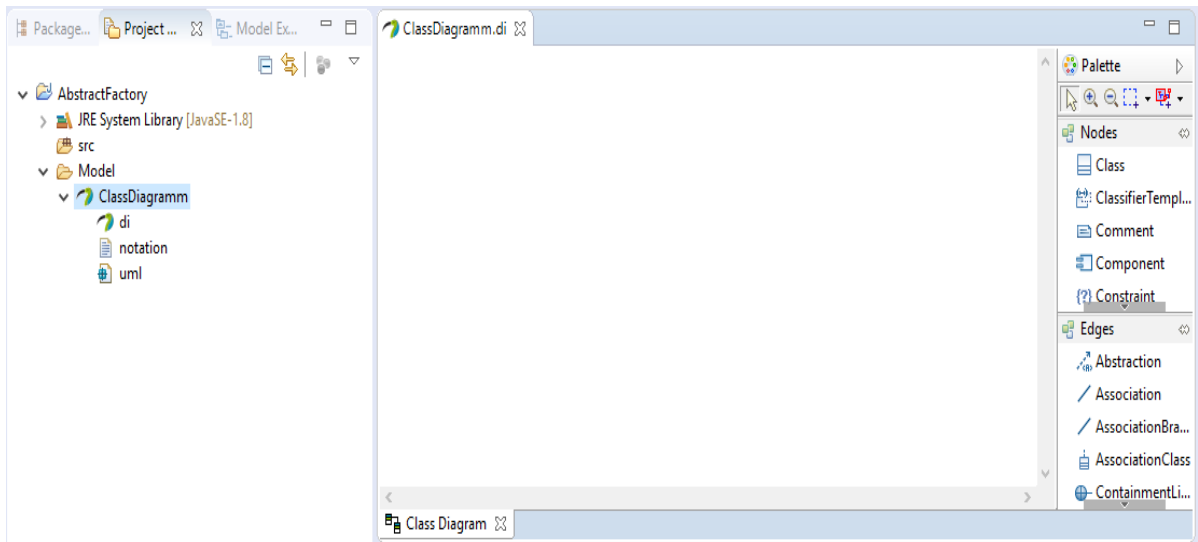 Package... Project ... Model Ex...
AbstractFactory
JRE System Library [JavaSE-1.8]
src
Model
ClassDiagramm
di
notation
uml
ClassDiagramm.di
Class Diagram
Palette
Nodes
Class
ClassifierTempl...
Comment
Component
{?} Constraint
Edges
Abstraction
Association
AssociationBra...
AssociationClass
ContainmentLi...